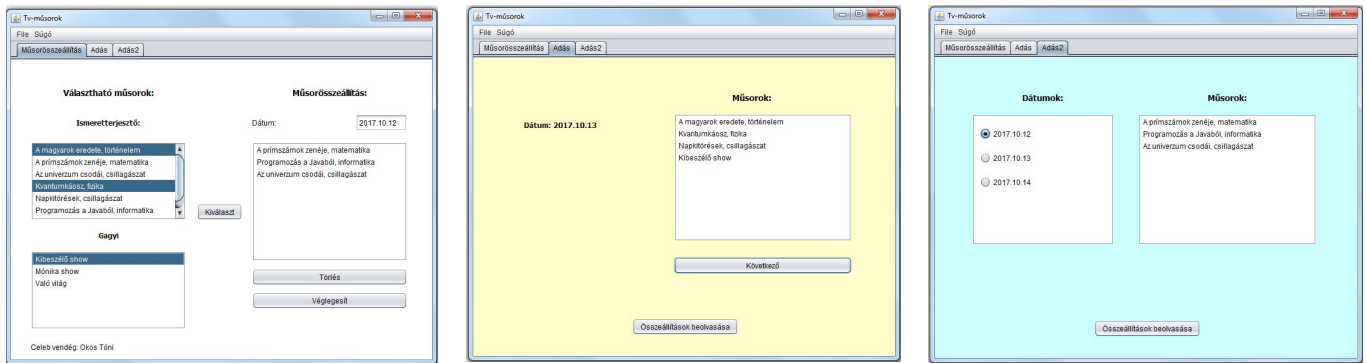 Tv-műsorok
File Súgó
Műsorösszeállítás Adás Adás2
Választható műsorok:
Ismeretterjesztő:
A magyarok eredete, történelem
A prímszámok zenéje, matematika
Az univerzum csodái, csillagászat
Kvantumkáosz, fizika
Napkitörések, csillagászat
Programozás a Javaból, informatika
Gagyi
Kibeszélő show
Mónika show
Való világ
Celeb vendég: Okos Tóni
Kiválaszt
Műsorösszeállítás:
Dátum: 2017.10.12
A prímszámok zenéje, matematika
Programozás a Javaból, informatika
Az univerzum csodái, csillagászat
Törlés
Véglegesít
Tv-műsorok
File Súgó
Műsorösszeállítás Adás Adás2
Dátum: 2017.10.13
Műsorok:
A magyarok eredete, történelem
Kvantumkáosz, fizika
Napkitörések, csillagászat
Kibeszélő show
Következő
Összeállítások beolvasása
Tv-műsorok
File Súgó
Műsorösszeállítás Adás Adás2
Dátumok:
2017.10.12
2017.10.13
2017.10.14
Műsorok:
A prímszámok zenéje, matematika
Programozás a Javaból, informatika
Az univerzum csodái, csillagászat
Összeállítások beolvasása